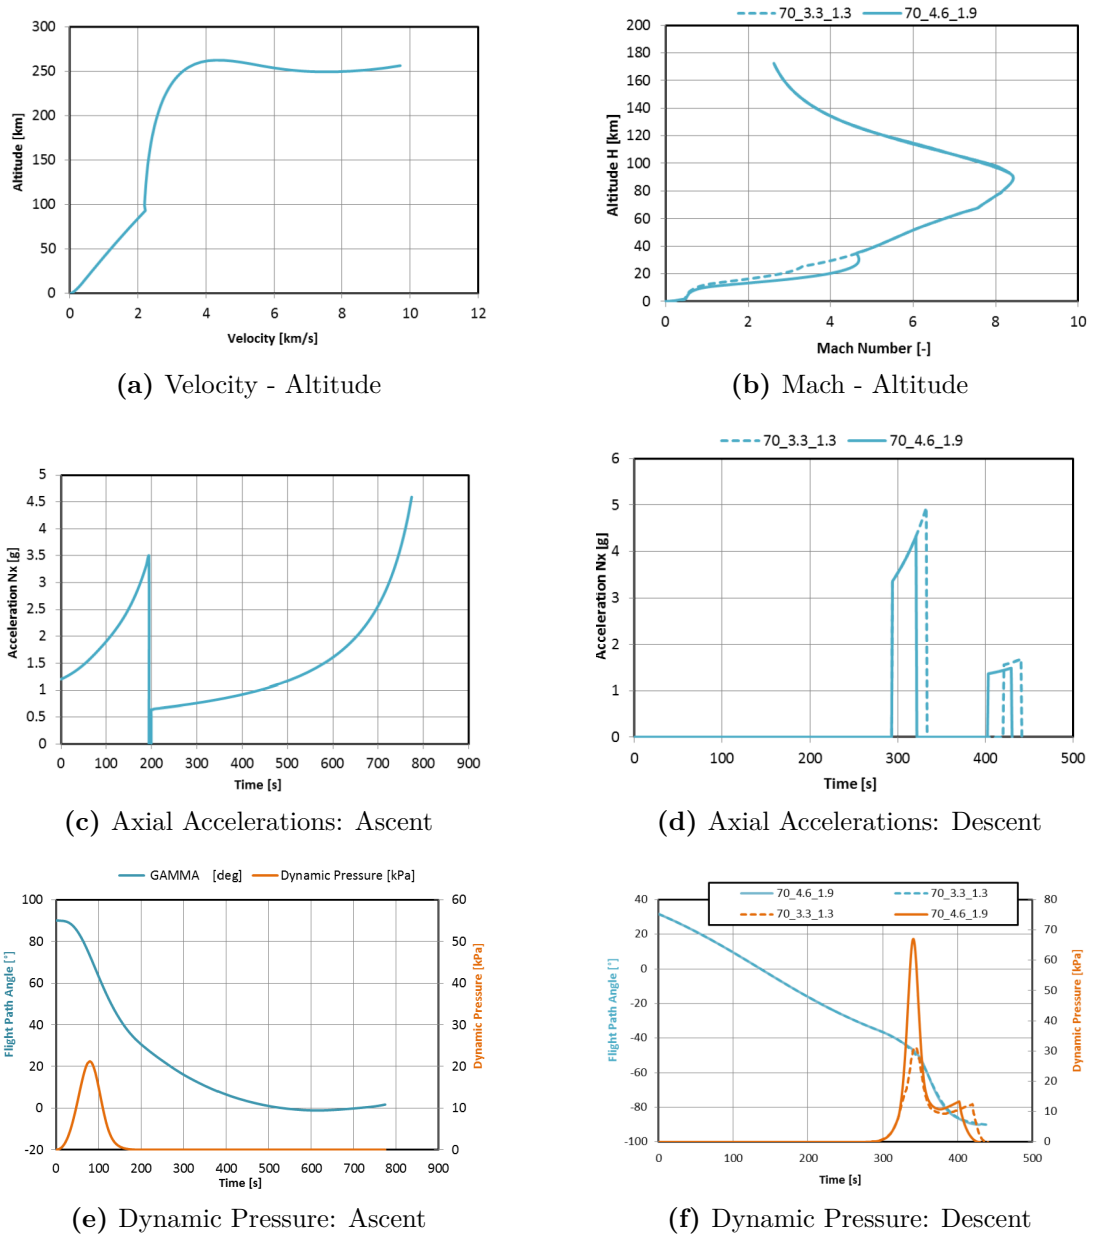 300
250
200
150
100
50
0
0 2 4 6 8 10 12
Altitude [km]
Velocity [km/s]
(a) Velocity - Altitude
70_3.3_1.3 70_4.6_1.9
200
180
160
140
120
100
80
60
40
20
0
0 2 4 6 8 10
Altitude H [km]
Mach Number [-]
(b) Mach - Altitude
5
4.5
4
3.5
3
2.5
2
1.5
1
0.5
0
0 100 200 300 400 500 600 700 800 900
Acceleration Nx [g]
Time [s]
(c) Axial Accelerations: Ascent
70_3.3_1.3 70_4.6_1.9
6
5
4
3
2
1
0
0 100 200 300 400 500
Acceleration Nx [g]
Time [s]
(d) Axial Accelerations: Descent
GAMMA [deg] Dynamic Pressure [kPa]
100 60
80 50
60 40
40 30
20 20
0 10
-20 0
0 100 200 300 400 500 600 700 800 900
Flight Path Angle [°]
Dynamic Pressure [kPa]
Time [s]
(e) Dynamic Pressure: Ascent
70_4.6_1.9 70_3.3_1.3
70_3.3_1.3 70_4.6_1.9
40 80
20 70
0 60
-20 50
-40 40
-60 30
-80 20
-100 10
0
0 100 200 300 400 500
Flight Path Angle [°]
Dynamic Pressure [kPa]
Time [s]
(f) Dynamic Pressure: Descent